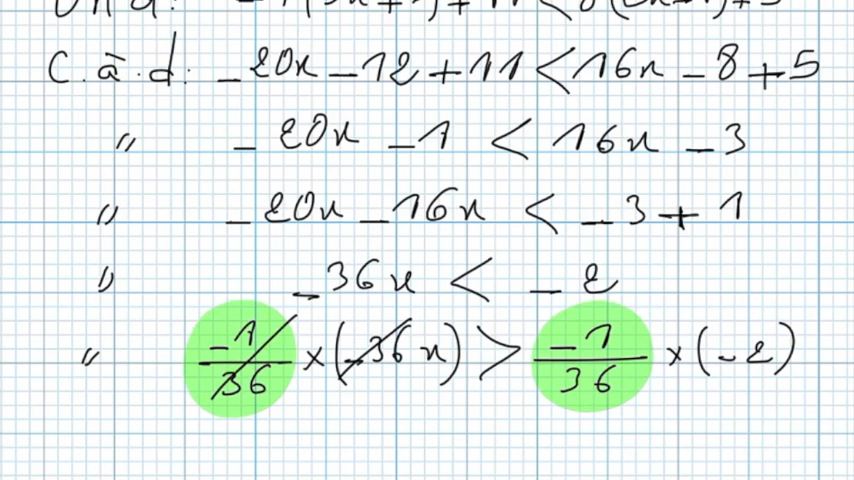 C.à.d: -20x -12 +11 < 16x -8 +5
〃 -20x -1 < 16x -3
〃 -20x -16x < -3+1
〃 -36x < -2
〃 -1/36 × (-36x) > -1/36 × (-2)